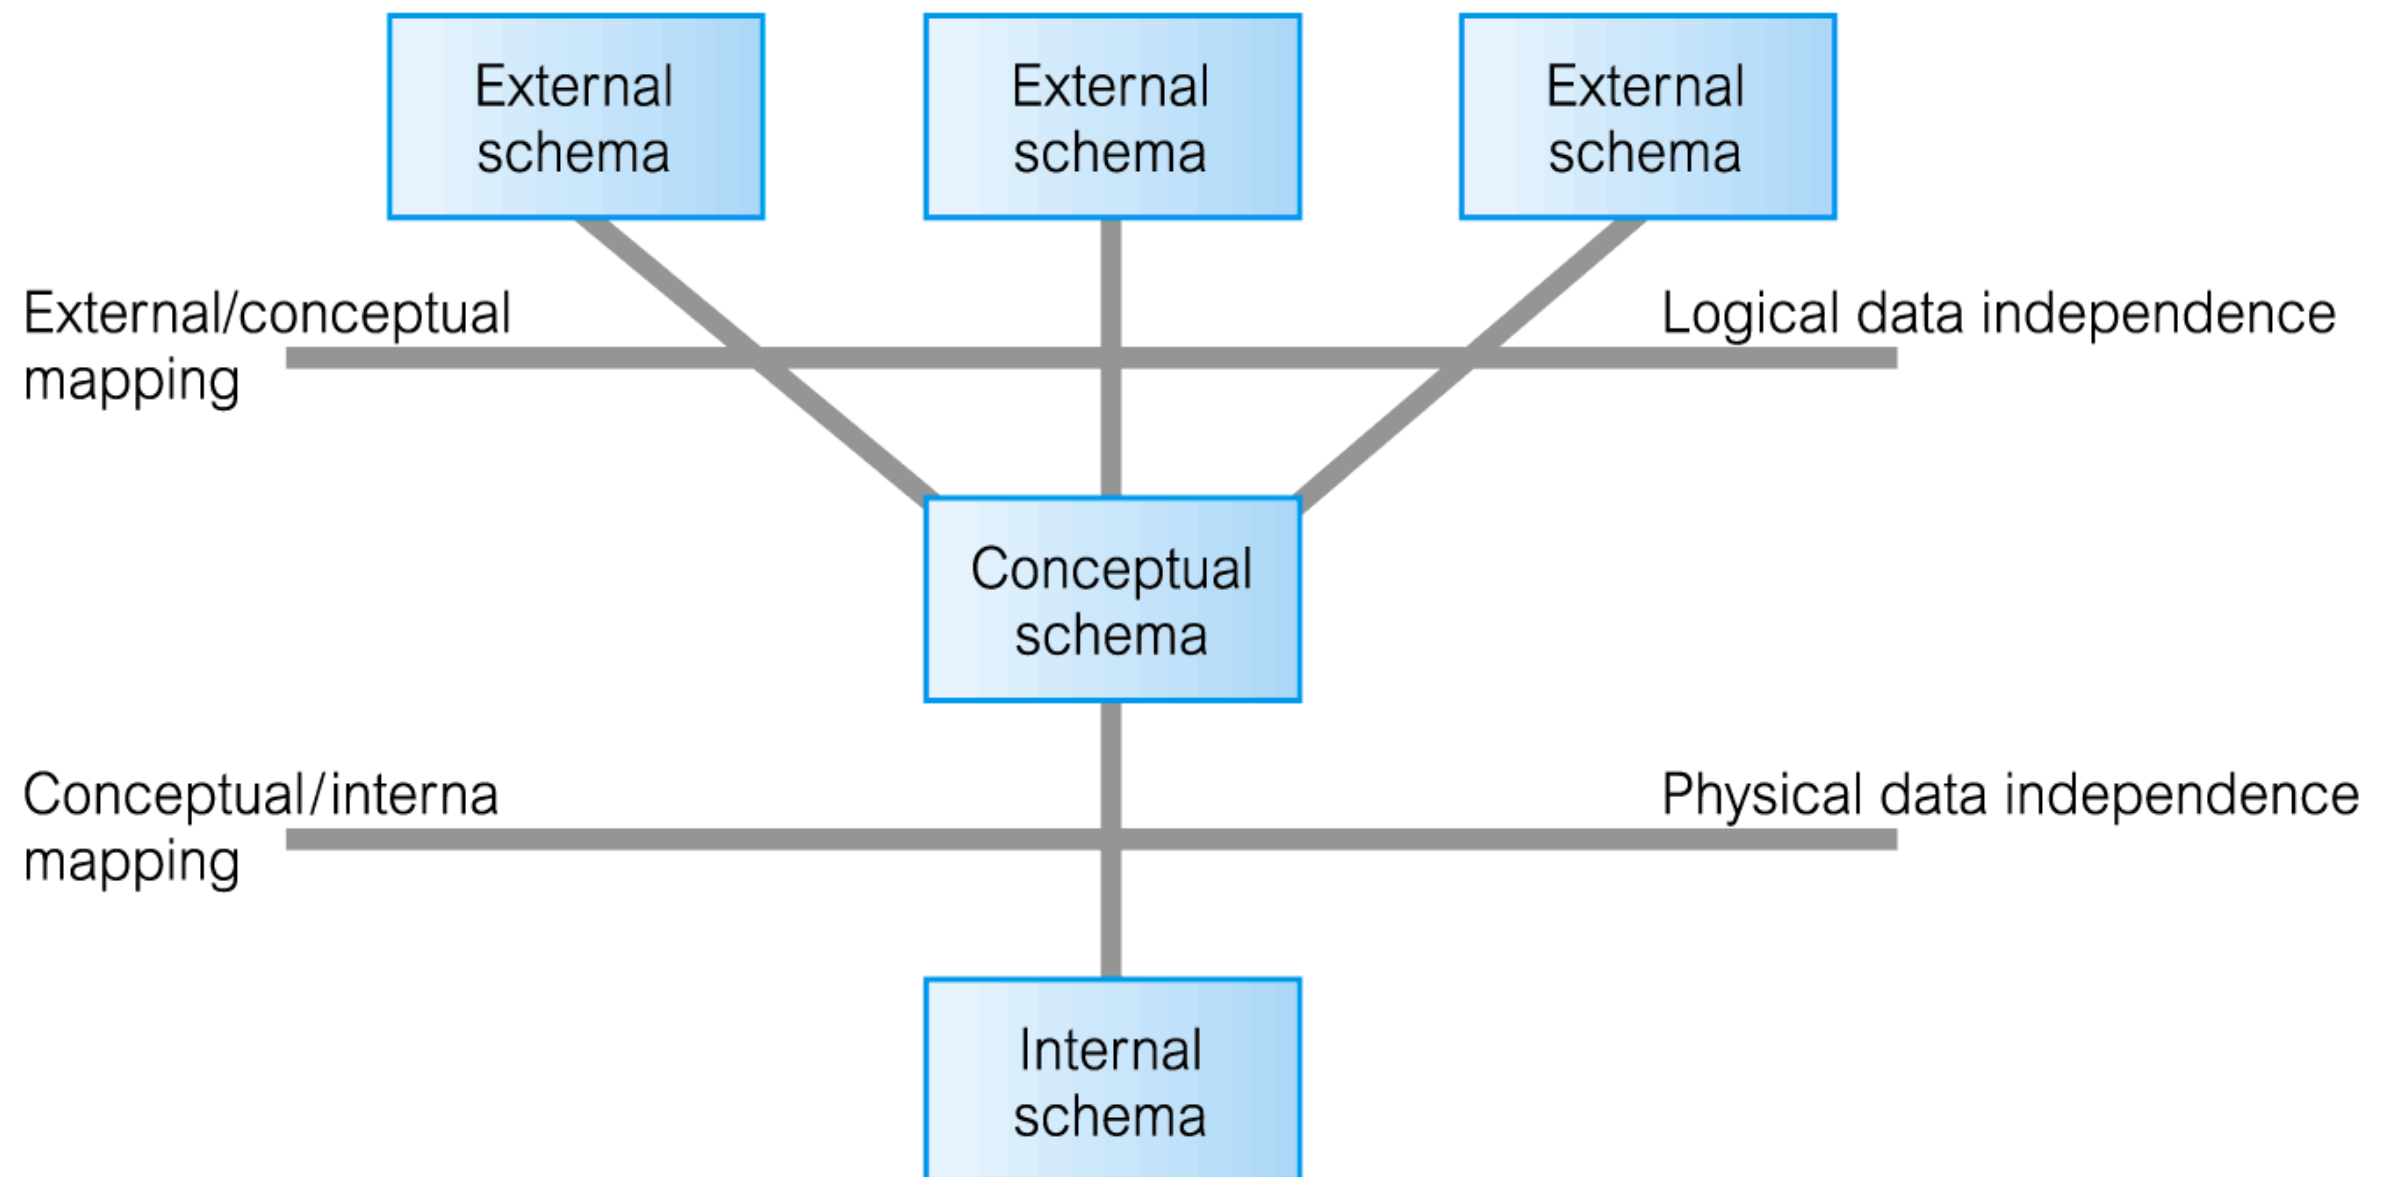 External
schema
External
schema
External
schema
External/conceptual
mapping
Logical data independence
Conceptual
schema
Conceptual/interna
mapping
Physical data independence
Internal
schema